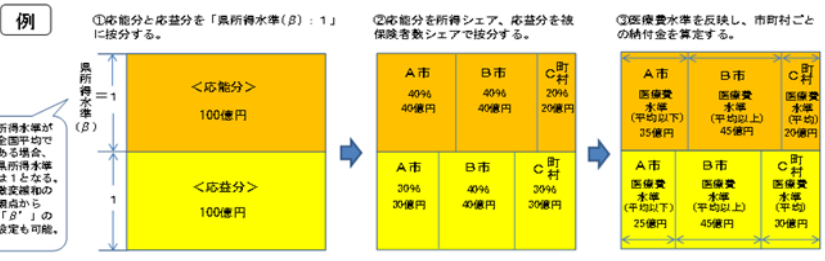 例
①応能分と応益分を「県所得水準(β)：1」
に按分する。
県所得水準(β)
＝1
＜応能分＞
100億円
1
＜応益分＞
100億円
所得水準が
全国平均で
ある場合、
県所得水準
は1となる。
激変緩和の
観点から
「β’」の
設定も可能。
②応能分を所得シェア、応益分を被
保険者数シェアで按分する。
A市
40%
40億円
B市
40%
40億円
C町村
20%
20億円
A市
30%
30億円
B市
40%
40億円
C町村
30%
30億円
③医療費水準を反映し、市町村ごと
の納付金を算定する。
A市
医療費
水準
(平均以下)
35億円
B市
医療費
水準
(平均以上)
45億円
C町村
医療費
水準
(平均)
20億円
A市
医療費
水準
(平均以下)
25億円
B市
医療費
水準
(平均以上)
45億円
C町村
医療費
水準
(平均)
30億円